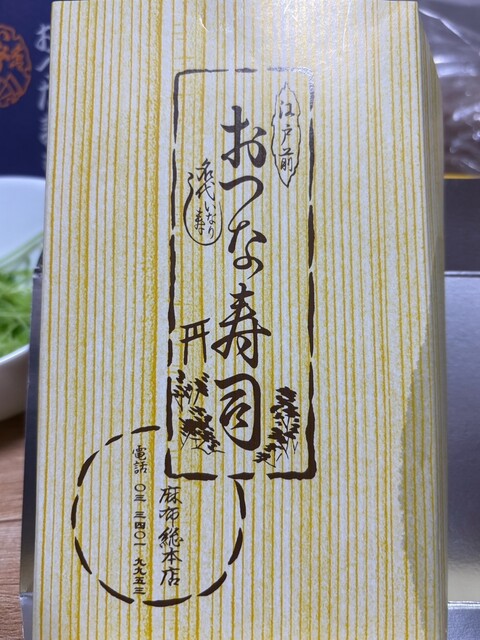 江戸前
おつな寿司
名代いなり寿し
麻布総本店
電話 〇三 三四〇一 九九五三